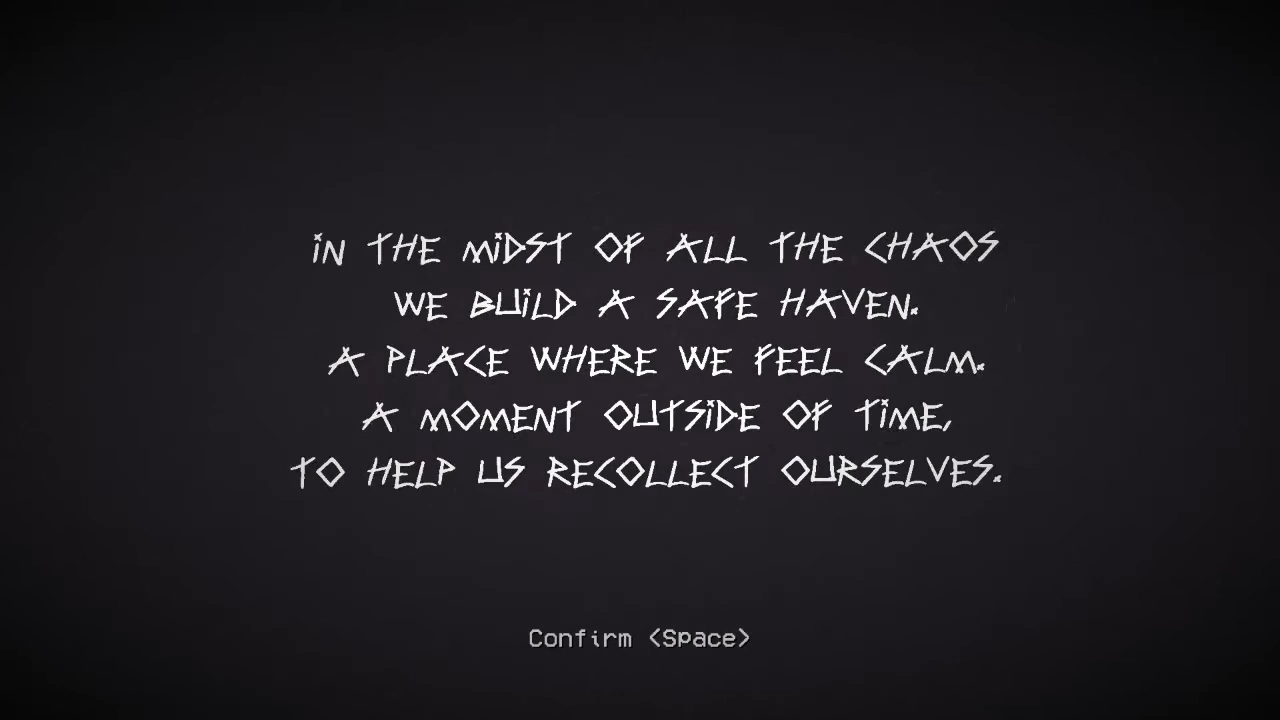 iN THE MiDST OF ALL THE CHAOS
WE BUiLD A SAFE HAVEN.
A PLACE WHERE WE FEEL CALM.
A MOMENT OUTSiDE OF TiME,
TO HELP US RECOLLECT OURSELVES.
Confirm <Space>